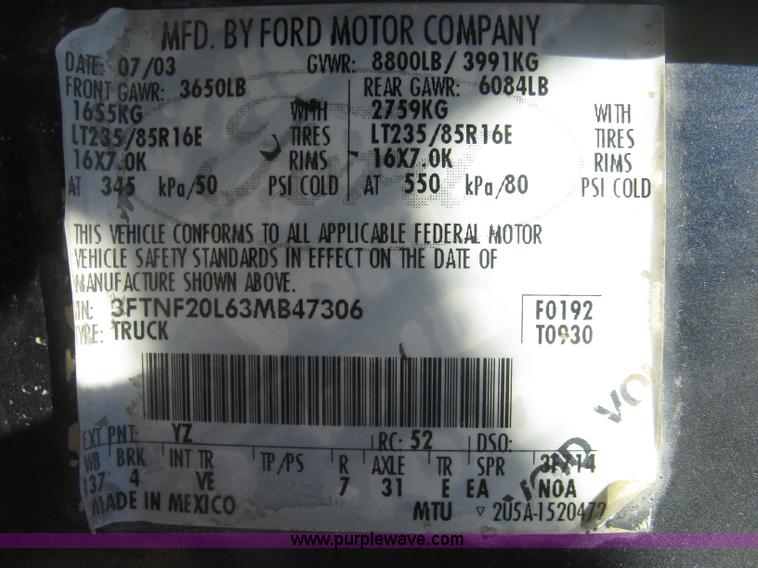 MFD. BY FORD MOTOR COMPANY
DATE: 07/03 GVWR: 8800LB/ 3991KG
FRONT GAWR: 3650LB REAR GAWR: 6084LB
1655KG WITH 2759KG WITH
LT235/85R16E TIRES LT235/85R16E TIRES
16X7.0K RIMS 16X7.0K RIMS
AT 345 kPa/50 PSI COLD AT 550 kPa/80 PSI COLD
THIS VEHICLE CONFORMS TO ALL APPLICABLE FEDERAL MOTOR
VEHICLE SAFETY STANDARDS IN EFFECT ON THE DATE OF
MANUFACTURE SHOWN ABOVE.
IN: 3FTNF20L63MB47306 F0192
YPE: TRUCK T0930
EXT PNT: YZ RC: 52 DSO:
WB BRK INT TR TP/PS R AXLE TR SPR
137 4 VE 7 31 E EA NOA
MADE IN MEXICO MTU 2U5A-1520472
www.purplewave.com